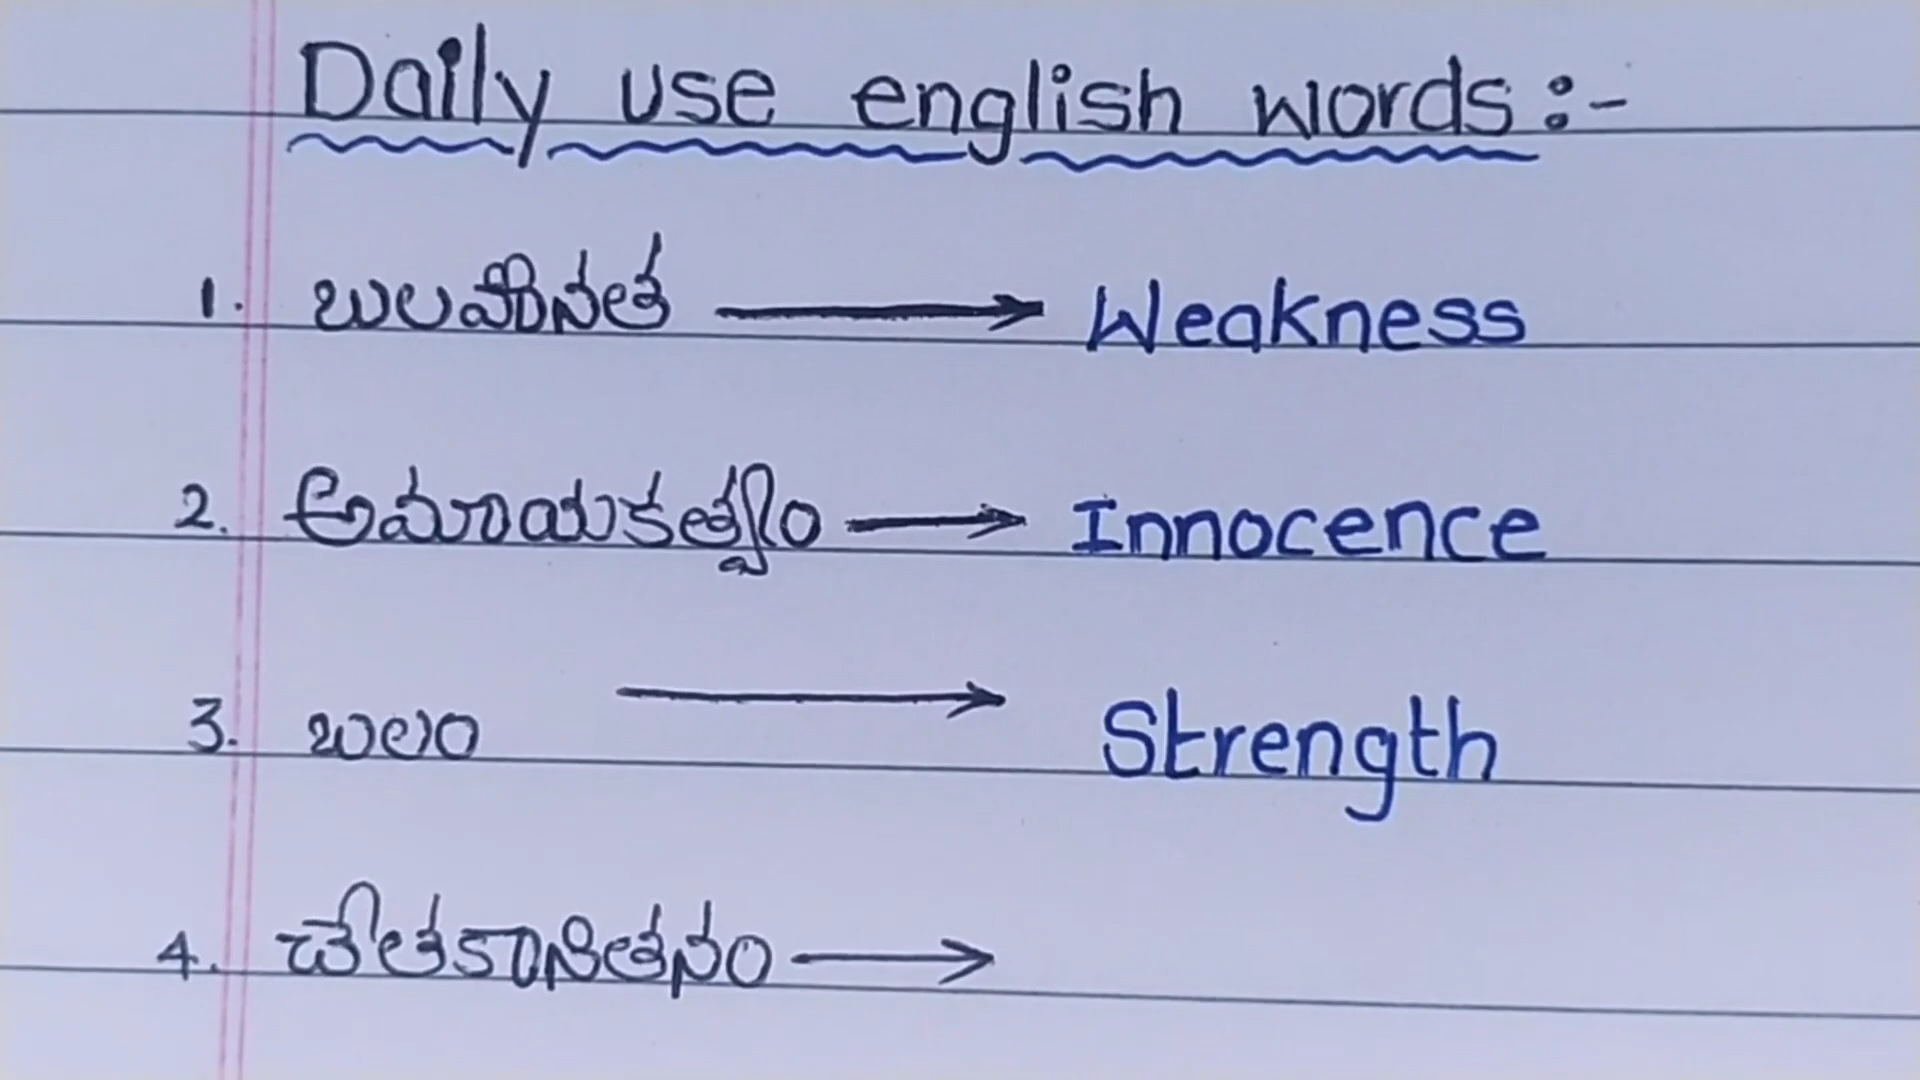 Daily use english words :-
1. బలహీనత → Weakness
2. అమాయకత్వం → Innocence
3. బలం → Strength
4. చేతకానితనం →